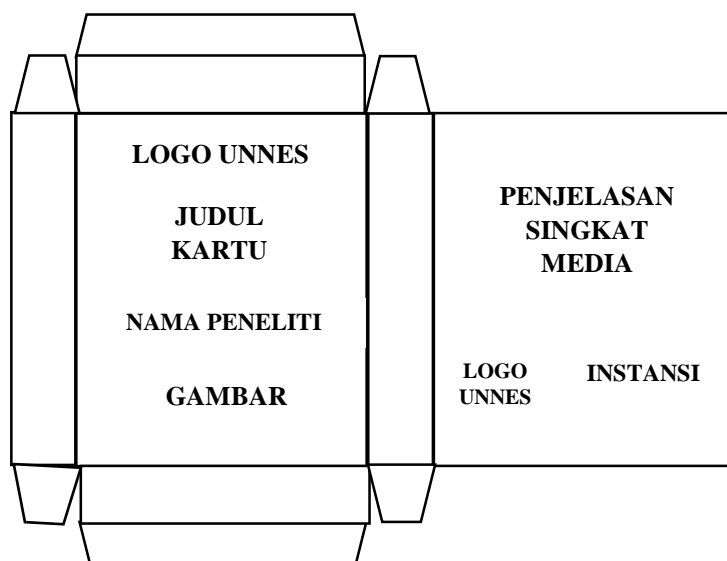 LOGO UNNES
JUDUL
KARTU
NAMA PENELITI
GAMBAR
PENJELASAN
SINGKAT
MEDIA
LOGO
UNNES
INSTANSI